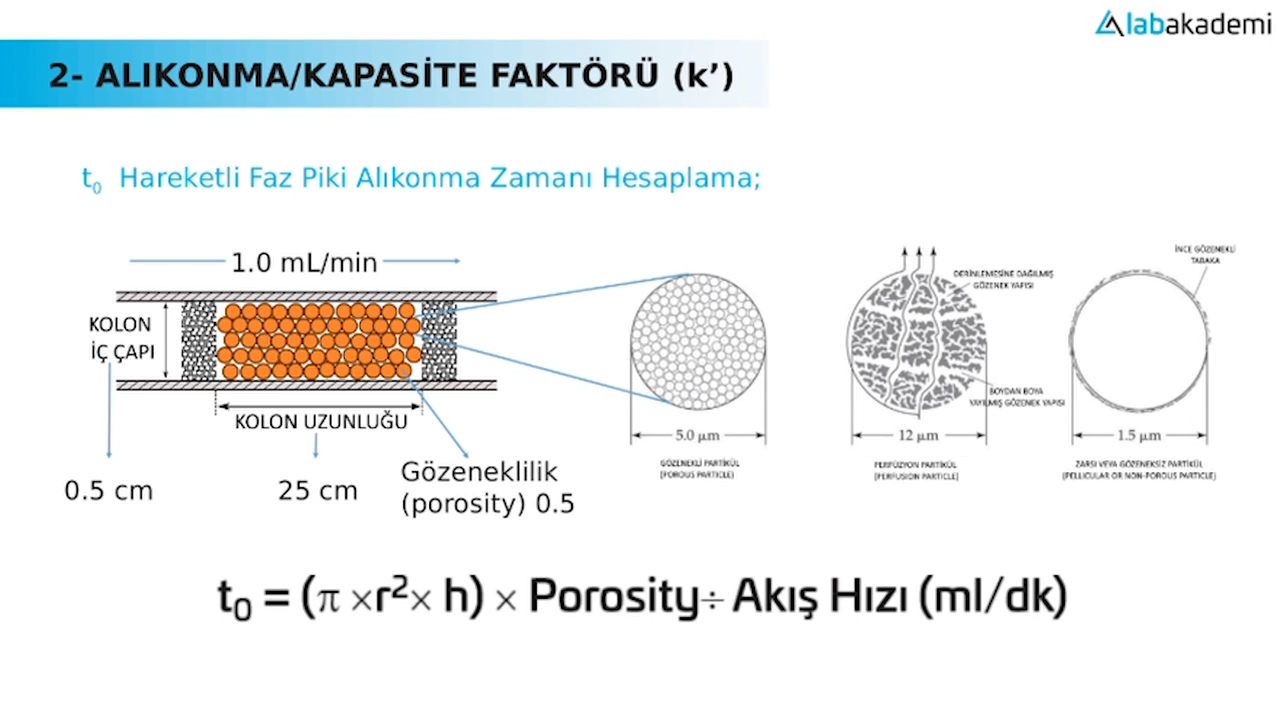 labakademi
2- ALIKONMA/KAPASİTE FAKTÖRÜ (k’)
t0 Hareketli Faz Piki Alıkonma Zamanı Hesaplama;
1.0 mL/min
KOLON
İÇ ÇAPI
KOLON UZUNLUĞU
0.5 cm
25 cm
Gözeneklilik
(porosity) 0.5
5.0 µm
GÖZENEKLİ PARTİKÜL
(POROUS PARTICLE)
DERİNLEMESİNE DAĞILMIŞ
GÖZENEK YAPISI
BOYDAN BOYA
YAYILMIŞ GÖZENEK YAPISI
12 µm
PERFÜZYON PARTİKÜL
(PERFUSION PARTICLE)
İNCE GÖZENEKLİ
TABAKA
1.5 µm
ZARSI VEYA GÖZENEKSİZ PARTİKÜL
(PELLICULAR OR NON-POROUS PARTICLE)
t0 = (π ×r²× h) × Porosity÷ Akış Hızı (ml/dk)